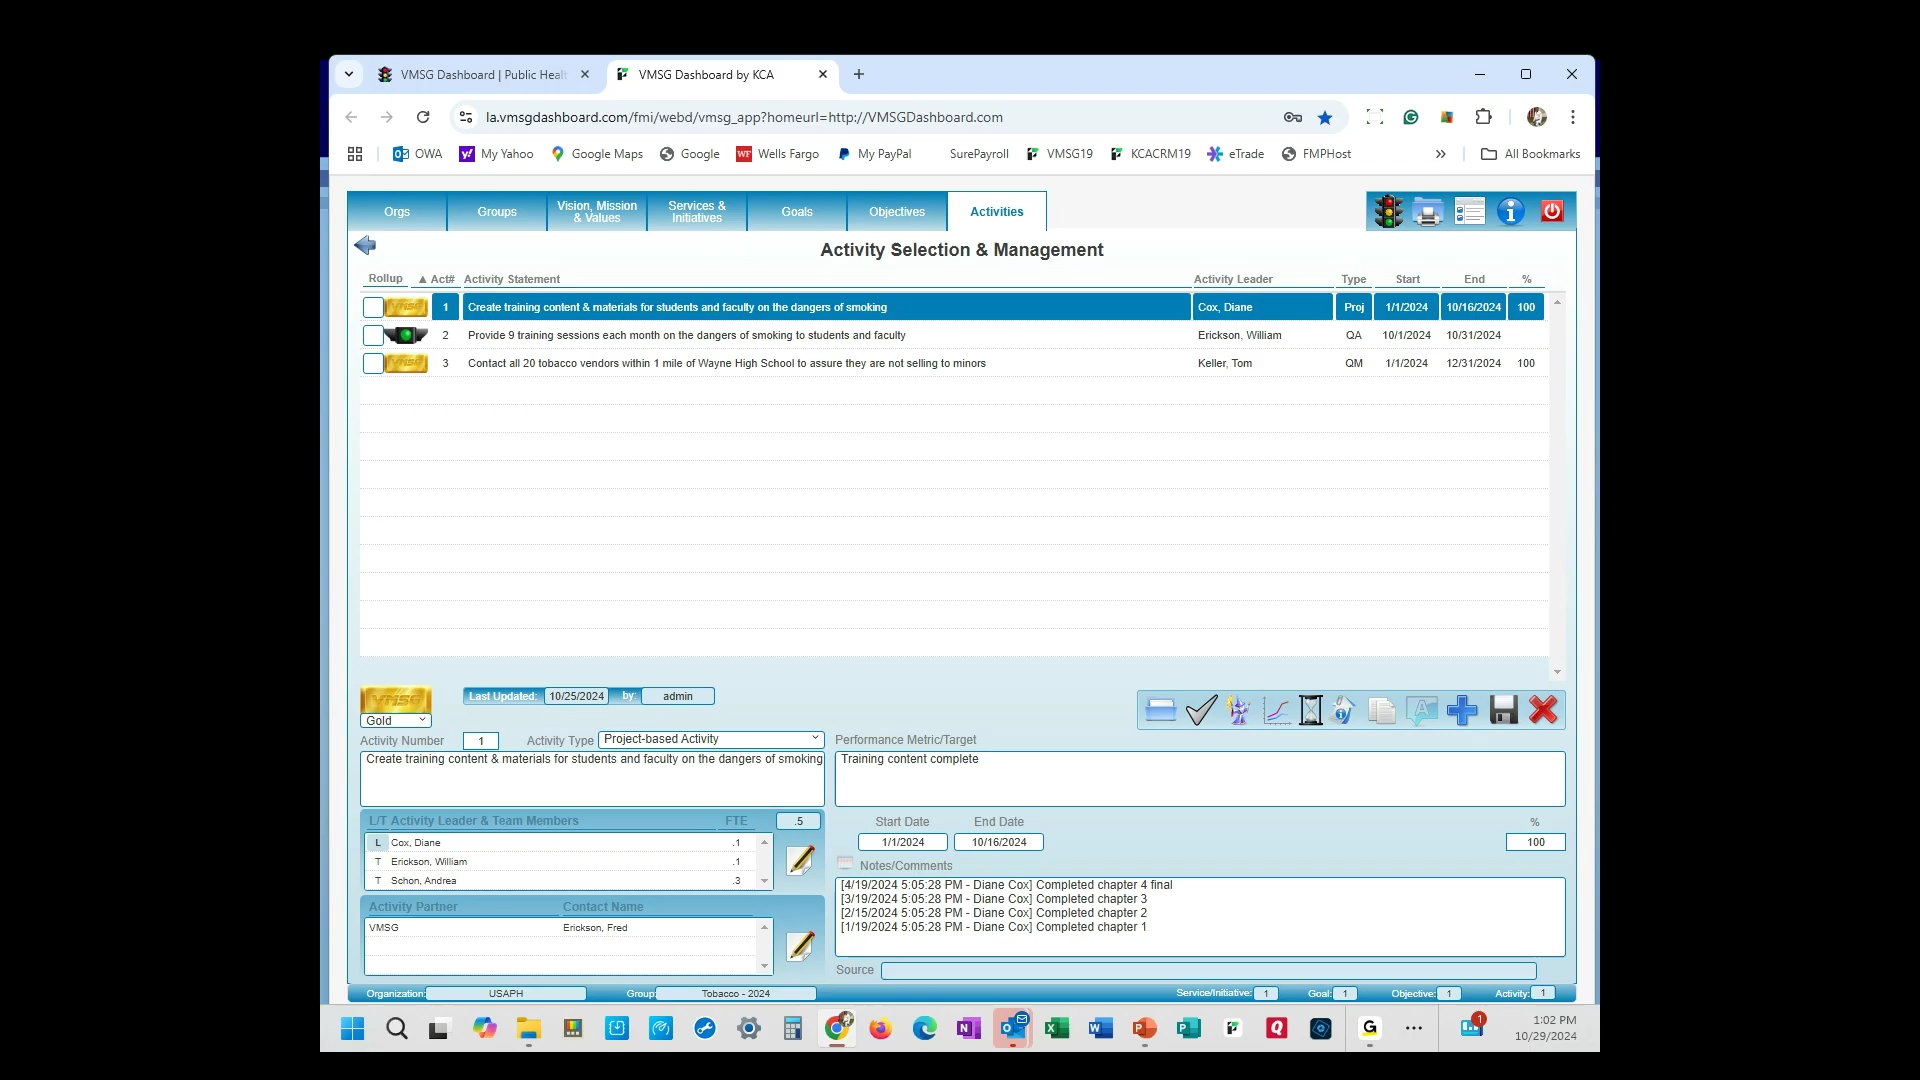 VMSG Dashboard | Public Healt
VMSG Dashboard by KCA
la.vmsgdashboard.com/fmi/webd/vmsg_app?homeurl=http://VMSGDashboard.com
OWA My Yahoo Google Maps Google Wells Fargo My PayPal SurePayroll VMSG19 KCACRM19 eTrade FMPHost » All Bookmarks
Orgs Groups Vision, Mission & Values Services & Initiatives Goals Objectives Activities
Activity Selection & Management
Rollup ▲ Act# Activity Statement Activity Leader Type Start End %
VMSG 1 Create training content & materials for students and faculty on the dangers of smoking Cox, Diane Proj 1/1/2024 10/16/2024 100
2 Provide 9 training sessions each month on the dangers of smoking to students and faculty Erickson, William QA 10/1/2024 10/31/2024
VMSG 3 Contact all 20 tobacco vendors within 1 mile of Wayne High School to assure they are not selling to minors Keller, Tom QM 1/1/2024 12/31/2024 100
VMSG
Last Updated: 10/25/2024 by: admin
Gold
Activity Number 1 Activity Type Project-based Activity Performance Metric/Target
Create training content & materials for students and faculty on the dangers of smoking
Training content complete
L/T Activity Leader & Team Members FTE .5
L Cox, Diane .1
T Erickson, William .1
T Schon, Andrea .3
Start Date End Date %
1/1/2024 10/16/2024 100
Notes/Comments
[4/19/2024 5:05:28 PM - Diane Cox] Completed chapter 4 final
[3/19/2024 5:05:28 PM - Diane Cox] Completed chapter 3
[2/15/2024 5:05:28 PM - Diane Cox] Completed chapter 2
[1/19/2024 5:05:28 PM - Diane Cox] Completed chapter 1
Activity Partner Contact Name
VMSG Erickson, Fred
Source
Organization: USAPH Group: Tobacco - 2024 Service/Initiative: 1 Goal: 1 Objective: 1 Activity: 1
1:02 PM
10/29/2024